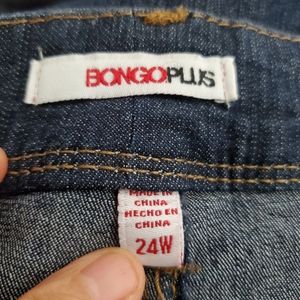 BONGOPLUS
MADE IN
CHINA
HECHO EN
CHINA
24W